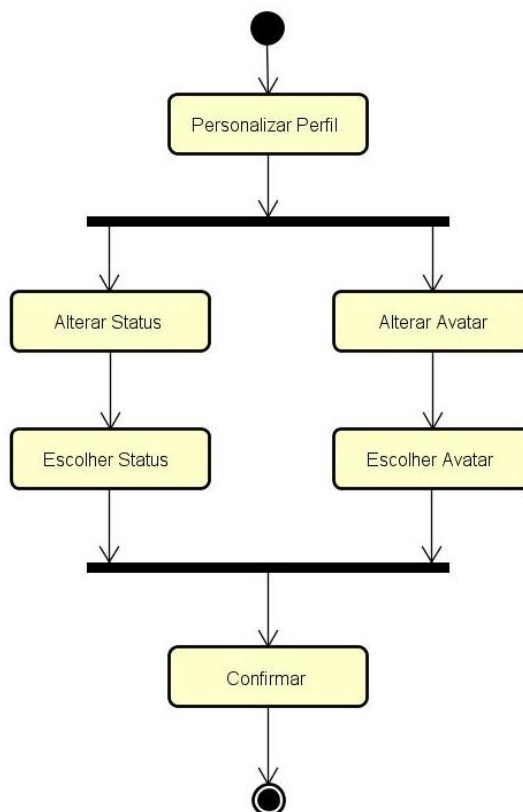 Personalizar Perfil
Alterar Status
Alterar Avatar
Escolher Status
Escolher Avatar
Confirmar